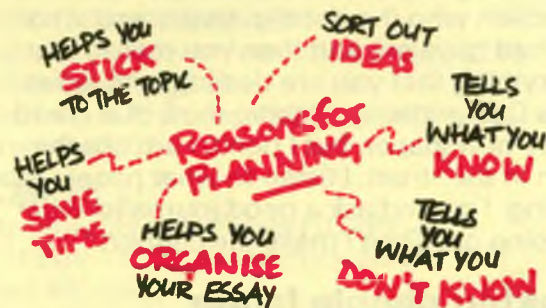 HELPS YOU
STICK
TO THE TOPIC
SORT OUT
IDEAS
Reasons for
PLANNING
TELLS
YOU
WHAT YOU
KNOW
HELPS
YOU
SAVE
TIME
HELPS YOU
ORGANISE
YOUR ESSAY
TELLS
YOU
WHAT YOU
DON'T KNOW